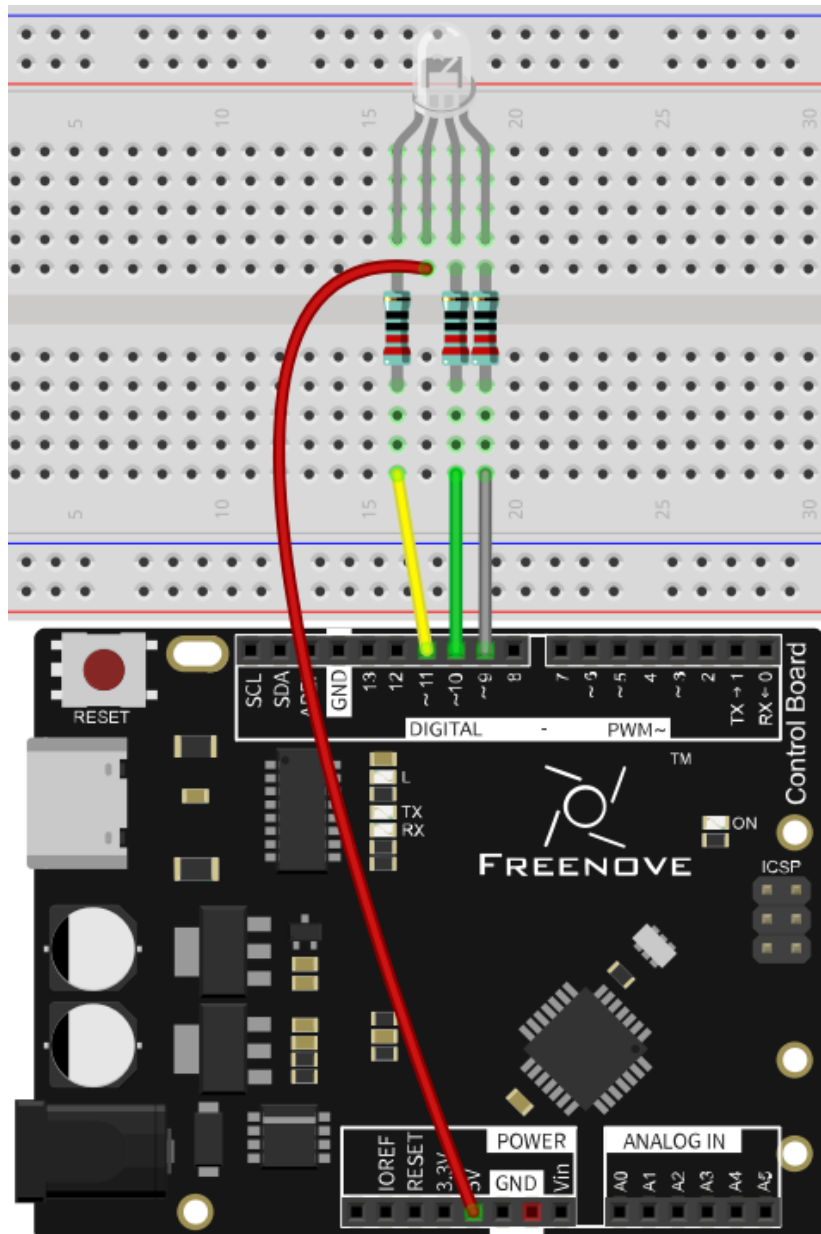 5 10 15 20 25 30
5 10 15 20 25 30
SCL SDA GND 13 12 ~11 ~10 ~9 8 7 ~6 ~5 4 ~3 2 TX→1 RX←0
RESET
DIGITAL - PWM~
Control Board
TM
L
TX
RX
ON
FREENOVE
ICSP
POWER
ANALOG IN
IOREF RESET 5V GND Vin A0 A1 A2 A3 A4 A5